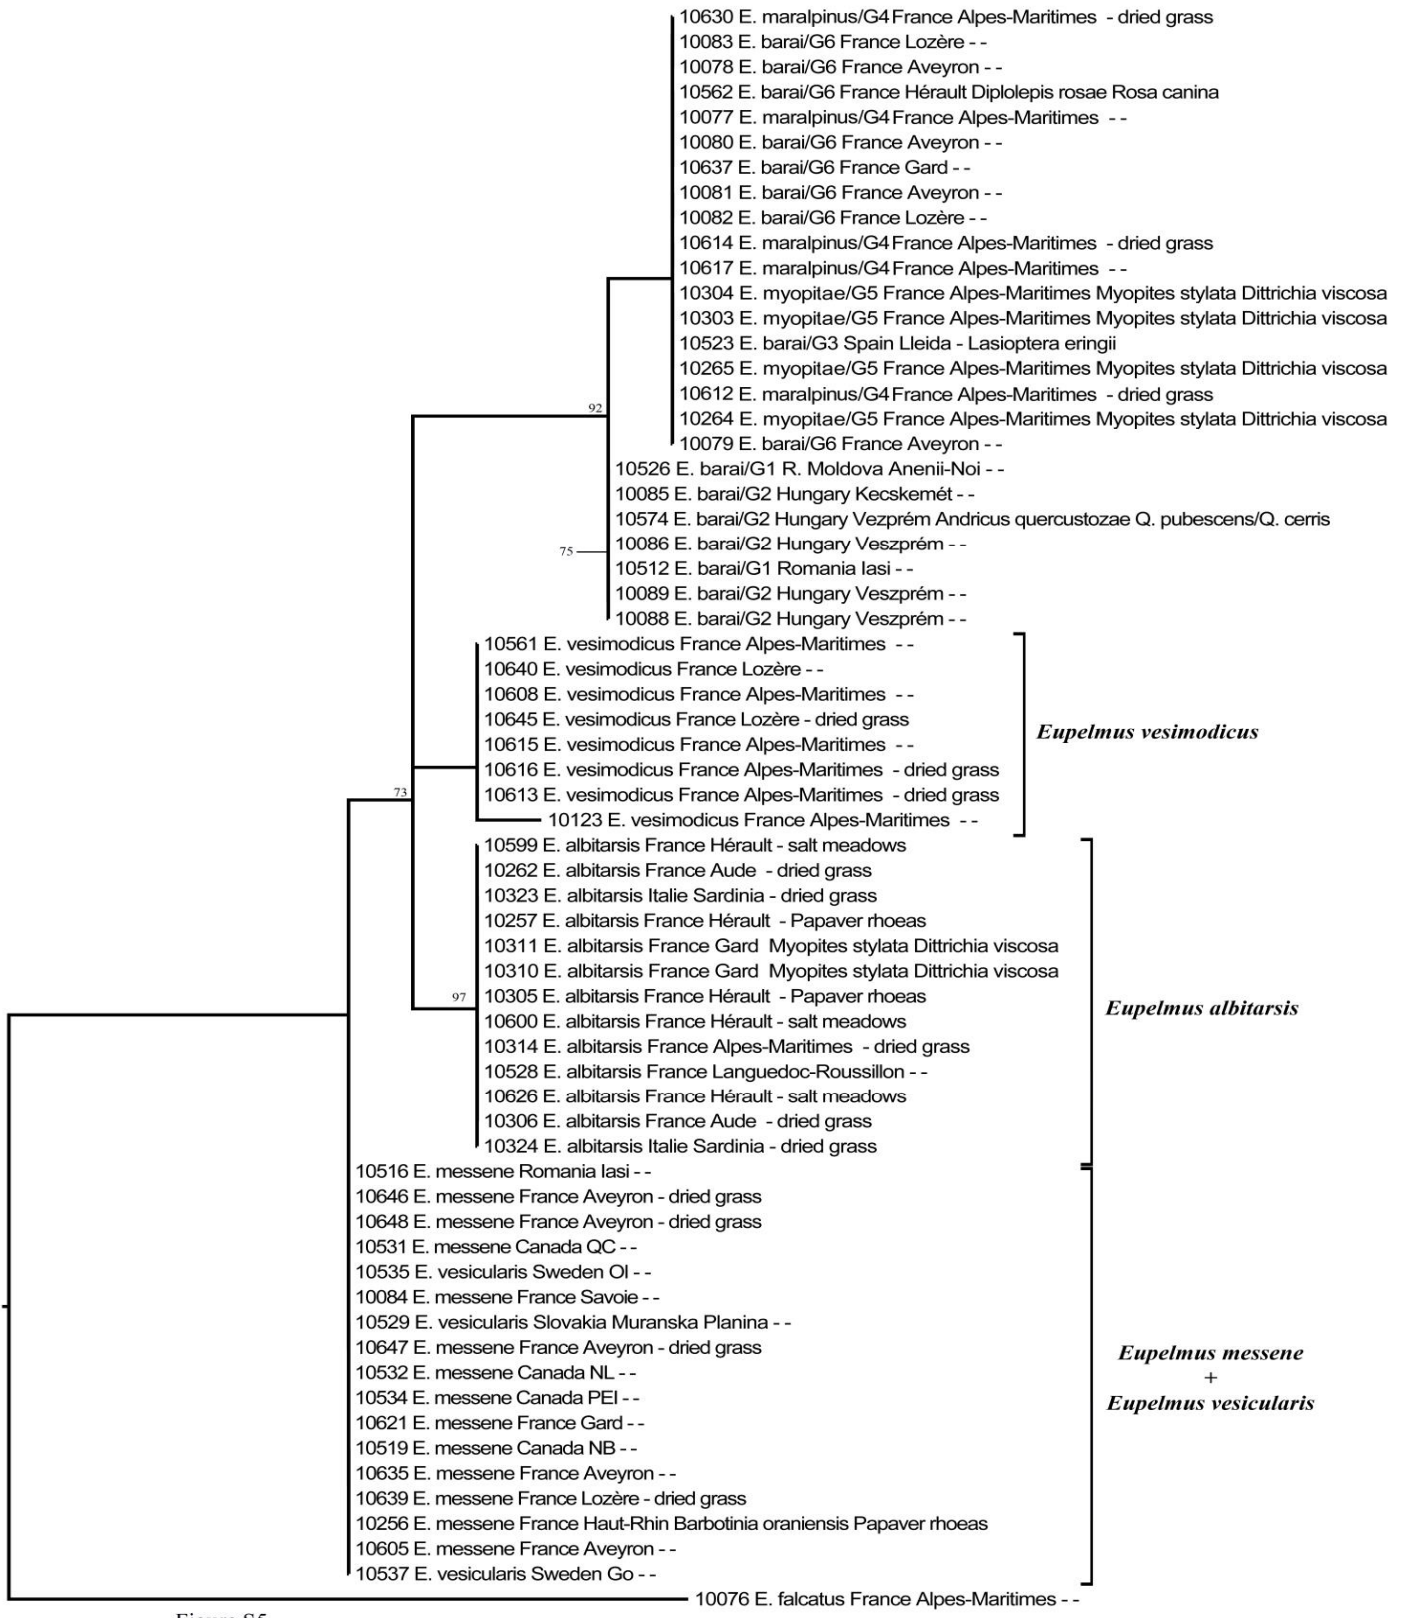 10630 E. maralpinus/G4 France Alpes-Maritimes - dried grass
10083 E. barai/G6 France Lozère - -
10078 E. barai/G6 France Aveyron - -
10562 E. barai/G6 France Hérault Diplolepis rosae Rosa canina
10077 E. maralpinus/G4 France Alpes-Maritimes - -
10080 E. barai/G6 France Aveyron - -
10637 E. barai/G6 France Gard - -
10081 E. barai/G6 France Aveyron - -
10082 E. barai/G6 France Lozère - -
10614 E. maralpinus/G4 France Alpes-Maritimes - dried grass
10617 E. maralpinus/G4 France Alpes-Maritimes - -
10304 E. myopitae/G5 France Alpes-Maritimes Myopites stylata Dittrichia viscosa
10303 E. myopitae/G5 France Alpes-Maritimes Myopites stylata Dittrichia viscosa
10523 E. barai/G3 Spain Lleida - Lasioptera eringii
10265 E. myopitae/G5 France Alpes-Maritimes Myopites stylata Dittrichia viscosa
10612 E. maralpinus/G4 France Alpes-Maritimes - dried grass
92
10264 E. myopitae/G5 France Alpes-Maritimes Myopites stylata Dittrichia viscosa
10079 E. barai/G6 France Aveyron - -
10526 E. barai/G1 R. Moldova Anenii-Noi - -
10085 E. barai/G2 Hungary Kecskemét - -
10574 E. barai/G2 Hungary Vezprém Andricus quercustozae Q. pubescens/Q. cerris
10086 E. barai/G2 Hungary Veszprém - -
75
10512 E. barai/G1 Romania Iasi - -
10089 E. barai/G2 Hungary Veszprém - -
10088 E. barai/G2 Hungary Veszprém - -
10561 E. vesimodicus France Alpes-Maritimes - -
10640 E. vesimodicus France Lozère - -
10608 E. vesimodicus France Alpes-Maritimes - -
10645 E. vesimodicus France Lozère - dried grass
Eupelmus vesimodicus
10615 E. vesimodicus France Alpes-Maritimes - -
10616 E. vesimodicus France Alpes-Maritimes - dried grass
73
10613 E. vesimodicus France Alpes-Maritimes - dried grass
10123 E. vesimodicus France Alpes-Maritimes - -
10599 E. albitarsis France Hérault - salt meadows
10262 E. albitarsis France Aude - dried grass
10323 E. albitarsis Italie Sardinia - dried grass
10257 E. albitarsis France Hérault - Papaver rhoeas
10311 E. albitarsis France Gard Myopites stylata Dittrichia viscosa
10310 E. albitarsis France Gard Myopites stylata Dittrichia viscosa
97
10305 E. albitarsis France Hérault - Papaver rhoeas
Eupelmus albitarsis
10600 E. albitarsis France Hérault - salt meadows
10314 E. albitarsis France Alpes-Maritimes - dried grass
10528 E. albitarsis France Languedoc-Roussillon - -
10626 E. albitarsis France Hérault - salt meadows
10306 E. albitarsis France Aude - dried grass
10324 E. albitarsis Italie Sardinia - dried grass
10516 E. messene Romania Iasi - -
10646 E. messene France Aveyron - dried grass
10648 E. messene France Aveyron - dried grass
10531 E. messene Canada QC - -
10535 E. vesicularis Sweden Ol - -
10084 E. messene France Savoie - -
10529 E. vesicularis Slovakia Muranska Planina - -
10647 E. messene France Aveyron - dried grass
Eupelmus messene
10532 E. messene Canada NL - -
+
10534 E. messene Canada PEI - -
Eupelmus vesicularis
10621 E. messene France Gard - -
10519 E. messene Canada NB - -
10635 E. messene France Aveyron - -
10639 E. messene France Lozère - dried grass
10256 E. messene France Haut-Rhin Barbotinia oraniensis Papaver rhoeas
10605 E. messene France Aveyron - -
10537 E. vesicularis Sweden Go - -
10076 E. falcatus France Alpes-Maritimes - -
Figure S5